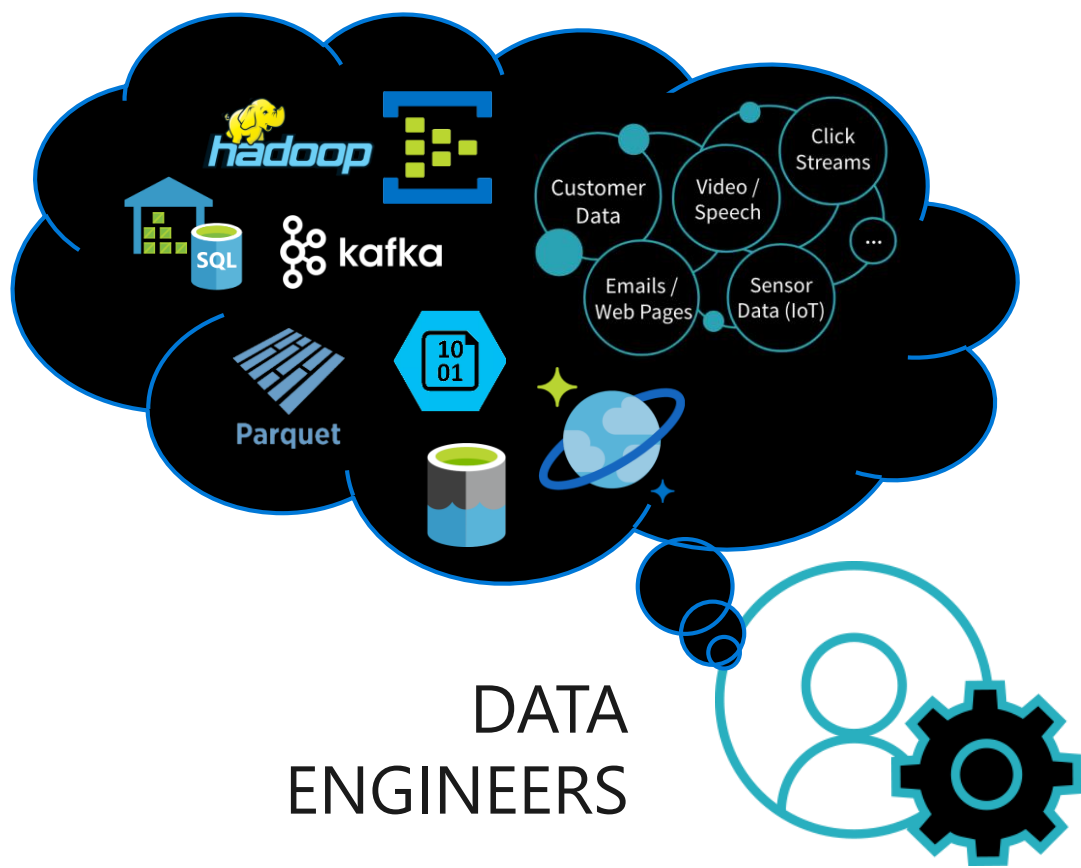 hadoop
SQL
kafka
10
01
Parquet
Customer
Data
Video /
Speech
Click
Streams
...
Emails /
Web Pages
Sensor
Data (IoT)
DATA
ENGINEERS